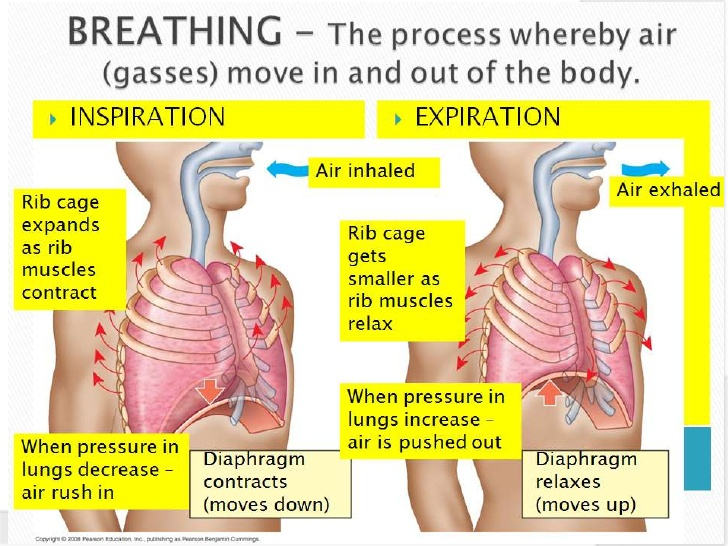 BREATHING – The process whereby air
(gasses) move in and out of the body.
INSPIRATION
EXPIRATION
Air inhaled
Air exhaled
Rib cage
expands
as rib
muscles
contract
Rib cage
gets
smaller as
rib muscles
relax
When pressure in
lungs decrease –
air rush in
Diaphragm
contracts
(moves down)
When pressure in
lungs increase –
air is pushed out
Diaphragm
relaxes
(moves up)
Copyright © 2008 Pearson Education, Inc., publishing as Pearson Benjamin Cummings.